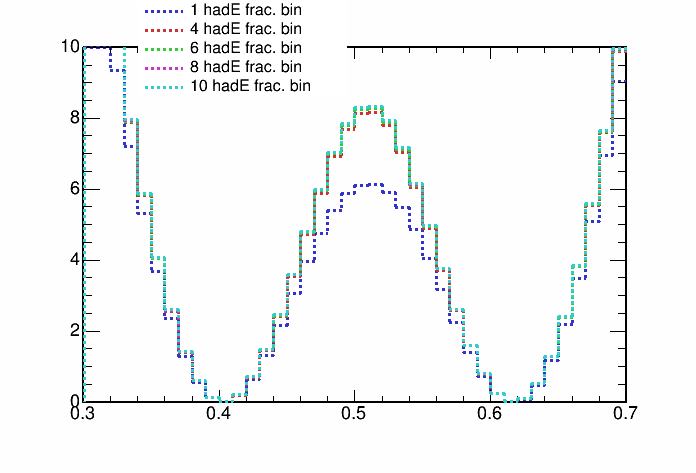 1 hadE frac. bin
4 hadE frac. bin
6 hadE frac. bin
8 hadE frac. bin
10 hadE frac. bin
10
8
6
4
2
0
0.3 0.4 0.5 0.6 0.7